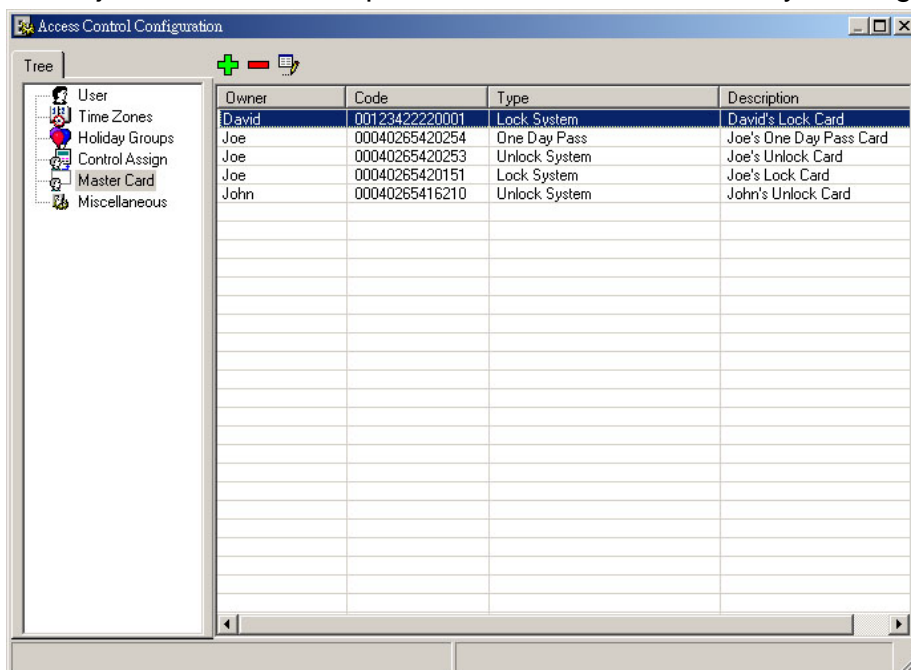 Access Control Configuration
Tree
User
Time Zones
Holiday Groups
Control Assign
Master Card
Miscellaneous
Owner Code Type Description
David 00123422220001 Lock System David's Lock Card
Joe 00040265420254 One Day Pass Joe's One Day Pass Card
Joe 00040265420253 Unlock System Joe's Unlock Card
Joe 00040265420151 Lock System Joe's Lock Card
John 00040265416210 Unlock System John's Unlock Card